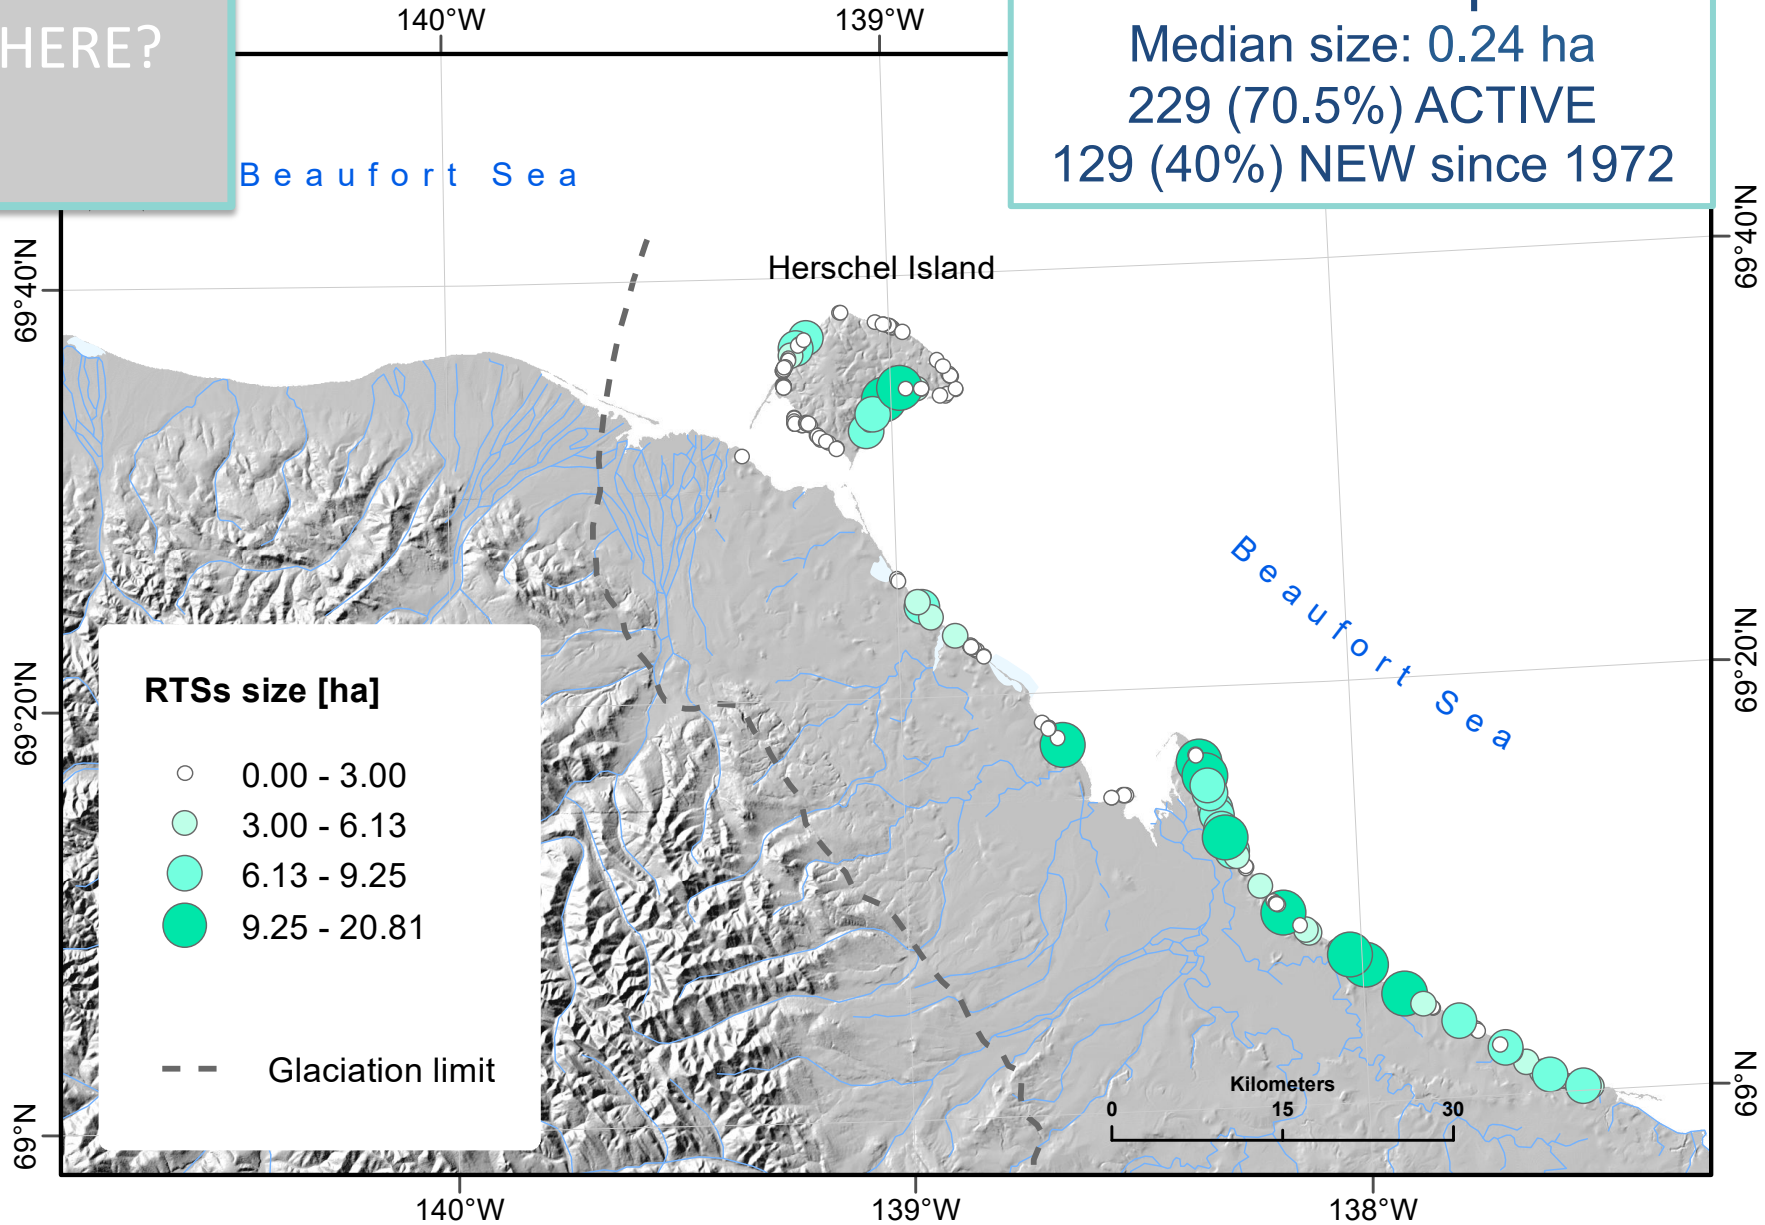 140°W
139°W
HERE?
Median size: 0.24 ha
229 (70.5%) ACTIVE
129 (40%) NEW since 1972
Beaufort Sea
69°40'N
69°40'N
Herschel Island
Beaufort Sea
69°20'N
69°20'N
RTSs size [ha]
0.00 - 3.00
3.00 - 6.13
6.13 - 9.25
9.25 - 20.81
Glaciation limit
Kilometers
0 15 30
69°N
69°N
140°W
139°W
138°W